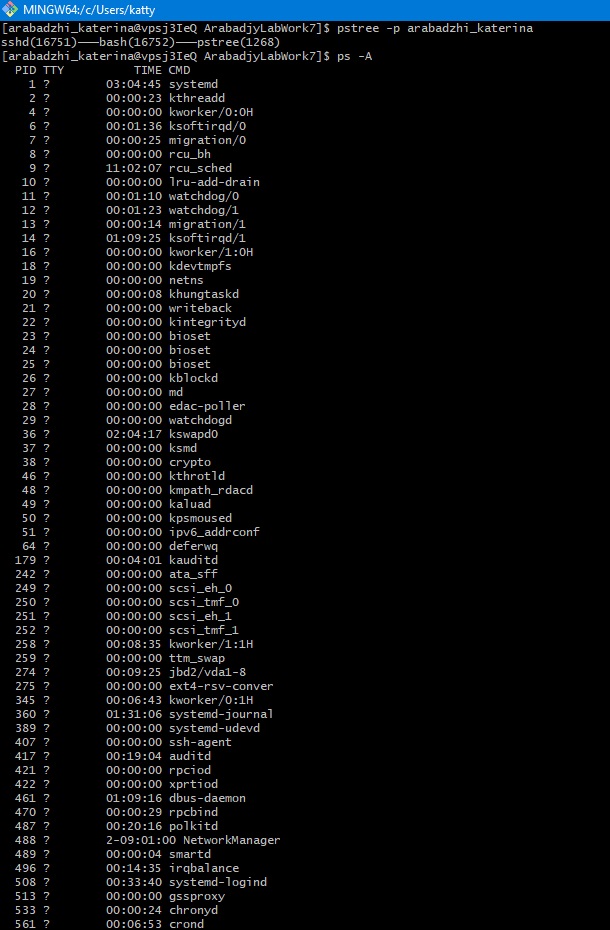 MINGW64:/c/Users/katty
[arabadzhi_katerina@vpsj3IeQ ArabadjyLabWork7]$ pstree -p arabadzhi_katerina
sshd(16751)───bash(16752)───pstree(1268)
[arabadzhi_katerina@vpsj3IeQ ArabadjyLabWork7]$ ps -A
  PID TTY          TIME CMD
    1 ?        03:04:45 systemd
    2 ?        00:00:23 kthreadd
    4 ?        00:00:00 kworker/0:0H
    6 ?        00:01:36 ksoftirqd/0
    7 ?        00:00:25 migration/0
    8 ?        00:00:00 rcu_bh
    9 ?        11:02:07 rcu_sched
   10 ?        00:00:00 lru-add-drain
   11 ?        00:01:10 watchdog/0
   12 ?        00:01:23 watchdog/1
   13 ?        00:00:14 migration/1
   14 ?        01:09:25 ksoftirqd/1
   16 ?        00:00:00 kworker/1:0H
   18 ?        00:00:00 kdevtmpfs
   19 ?        00:00:00 netns
   20 ?        00:00:08 khungtaskd
   21 ?        00:00:00 writeback
   22 ?        00:00:00 kintegrityd
   23 ?        00:00:00 bioset
   24 ?        00:00:00 bioset
   25 ?        00:00:00 bioset
   26 ?        00:00:00 kblockd
   27 ?        00:00:00 md
   28 ?        00:00:00 edac-poller
   29 ?        00:00:00 watchdogd
   36 ?        02:04:17 kswapd0
   37 ?        00:00:00 ksmd
   38 ?        00:00:00 crypto
   46 ?        00:00:00 kthrotld
   48 ?        00:00:00 kmpath_rdacd
   49 ?        00:00:00 kaluad
   50 ?        00:00:00 kpsmoused
   51 ?        00:00:00 ipv6_addrconf
   64 ?        00:00:00 deferwq
  179 ?        00:04:01 kauditd
  242 ?        00:00:00 ata_sff
  249 ?        00:00:00 scsi_eh_0
  250 ?        00:00:00 scsi_tmf_0
  251 ?        00:00:00 scsi_eh_1
  252 ?        00:00:00 scsi_tmf_1
  258 ?        00:08:35 kworker/1:1H
  259 ?        00:00:00 ttm_swap
  274 ?        00:09:25 jbd2/vda1-8
  275 ?        00:00:00 ext4-rsv-conver
  345 ?        00:06:43 kworker/0:1H
  360 ?        01:31:06 systemd-journal
  389 ?        00:00:00 systemd-udevd
  407 ?        00:00:00 ssh-agent
  417 ?        00:19:04 auditd
  421 ?        00:00:00 rpciod
  422 ?        00:00:00 xprtiod
  461 ?        01:09:16 dbus-daemon
  470 ?        00:00:29 rpcbind
  487 ?        00:20:16 polkitd
  488 ?        2-09:01:00 NetworkManager
  489 ?        00:00:04 smartd
  496 ?        00:14:35 irqbalance
  508 ?        00:33:40 systemd-logind
  513 ?        00:00:00 gssproxy
  533 ?        00:00:24 chronyd
  561 ?        00:06:53 crond